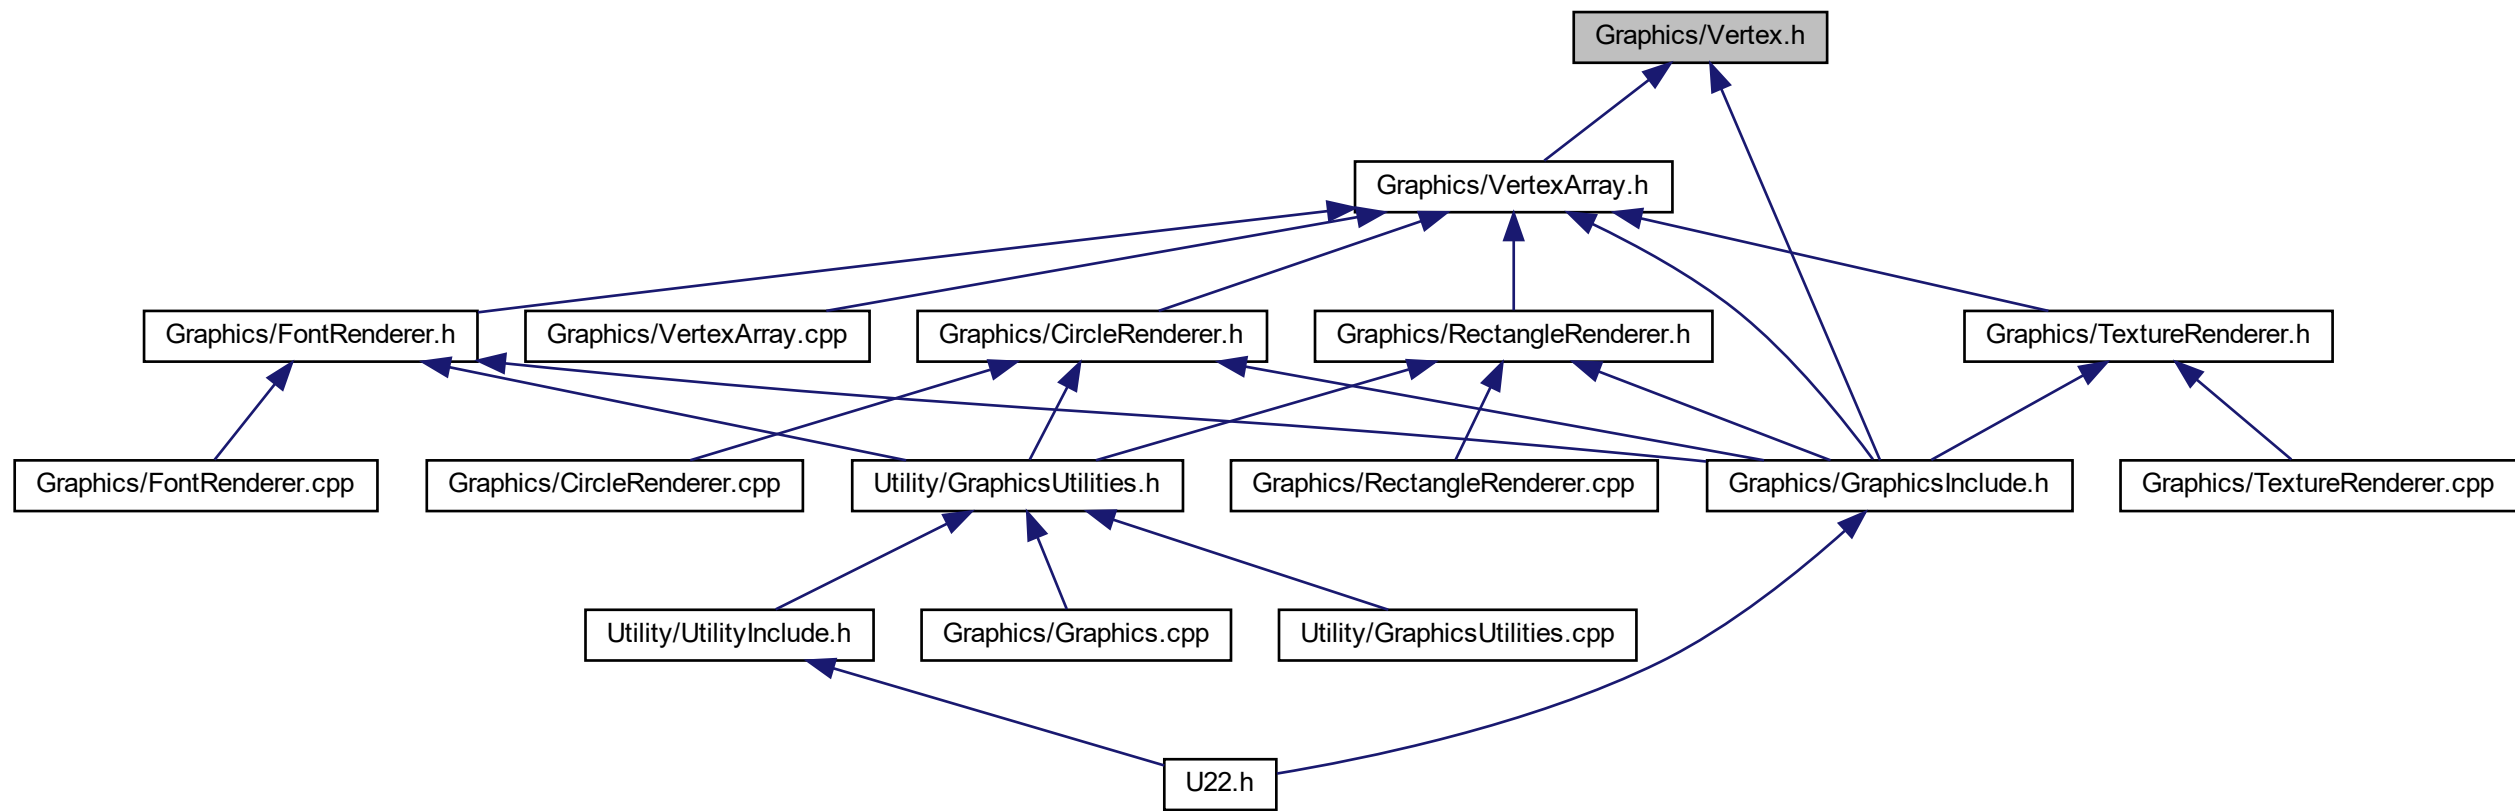 Graphics/Vertex.h
Graphics/VertexArray.h
Graphics/FontRenderer.h
Graphics/VertexArray.cpp
Graphics/CircleRenderer.h
Graphics/RectangleRenderer.h
Graphics/TextureRenderer.h
Graphics/FontRenderer.cpp
Graphics/CircleRenderer.cpp
Utility/GraphicsUtilities.h
Graphics/RectangleRenderer.cpp
Graphics/GraphicsInclude.h
Graphics/TextureRenderer.cpp
Utility/UtilityInclude.h
Graphics/Graphics.cpp
Utility/GraphicsUtilities.cpp
U22.h